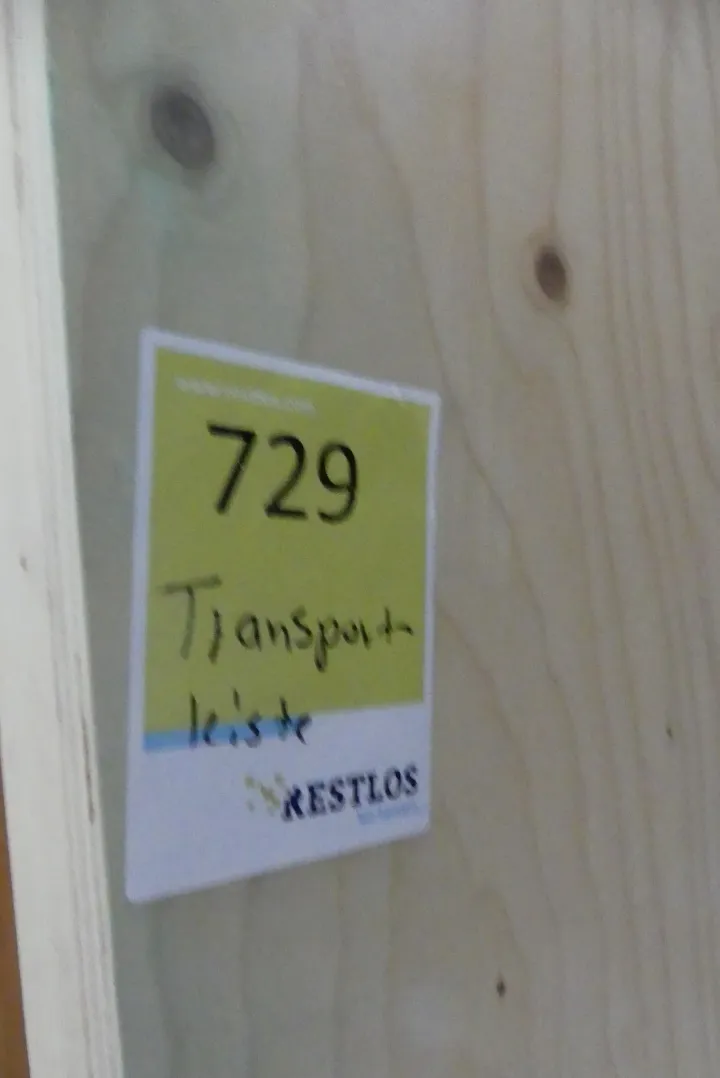 729
Transport-
leiste
RESTLOS